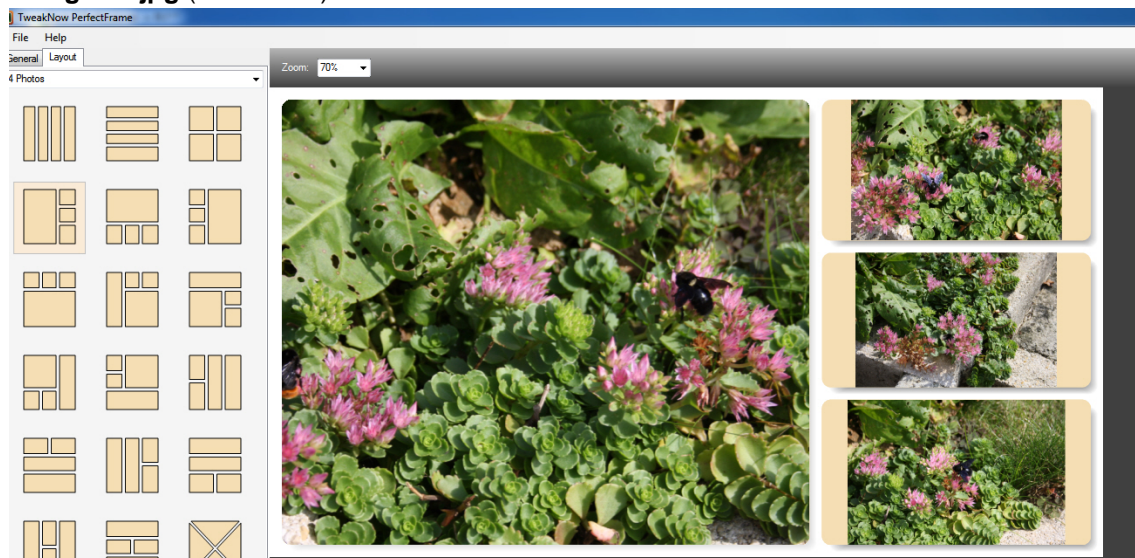 TweakNow PerfectFrame
File Help
General Layout
4 Photos
Zoom: 70%